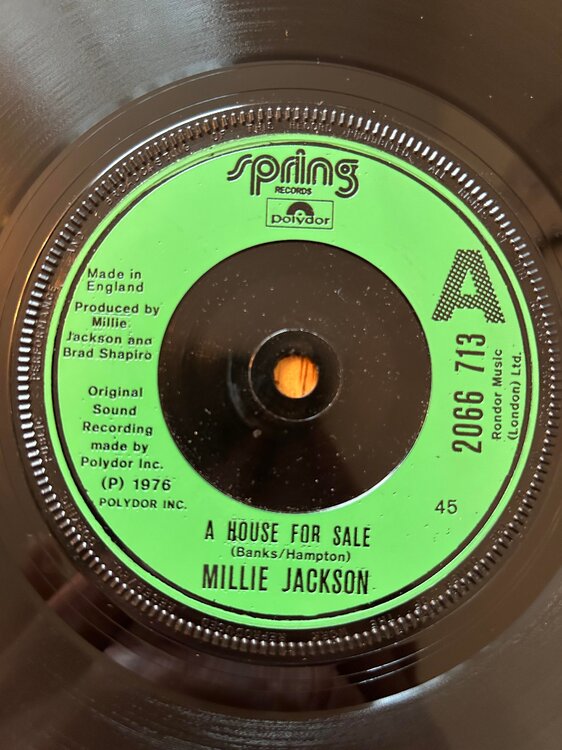 spring
RECORDS
polydor
A
Made in
England
Produced by
Millie
Jackson and
Brad Shapiro
2066 713
Rondor Music
(London) Ltd.
Original
Sound
Recording
made by
Polydor Inc.
(P) 1976
POLYDOR INC.
45
A HOUSE FOR SALE
(Banks/Hampton)
MILLIE JACKSON